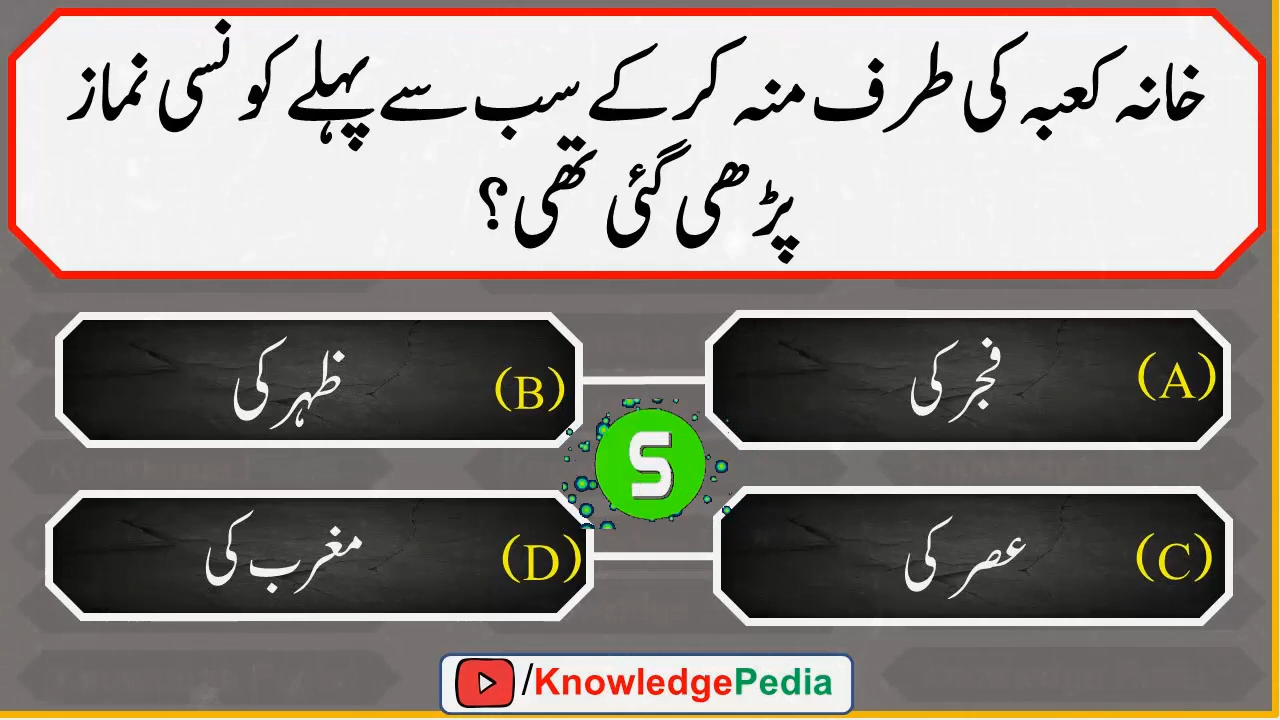 خانہ کعبہ کی طرف منہ کر کے سب سے پہلے کونسی نماز
پڑھی گئی تھی؟
(A) فجر کی
(B) ظہر کی
(C) عصر کی
(D) مغرب کی
S
/KnowledgePedia